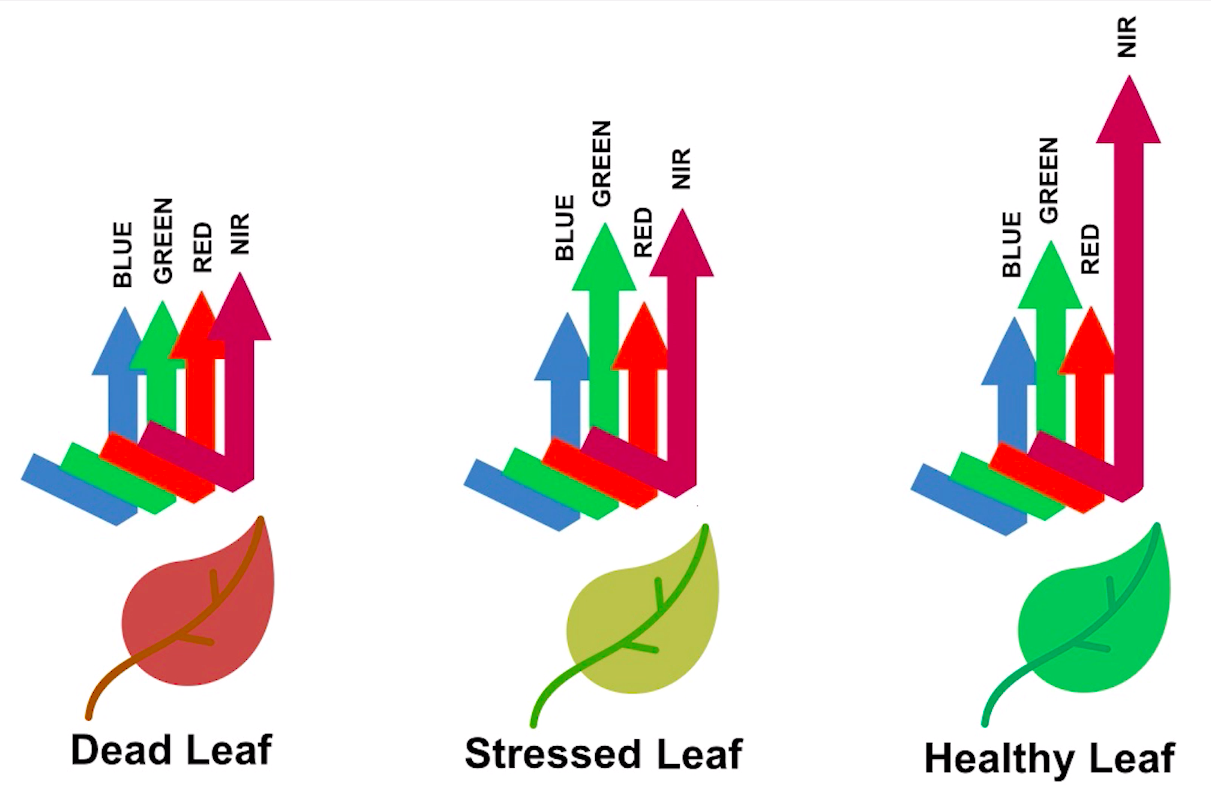 BLUE
GREEN
RED
NIR
BLUE
GREEN
RED
NIR
BLUE
GREEN
RED
NIR
Dead Leaf
Stressed Leaf
Healthy Leaf